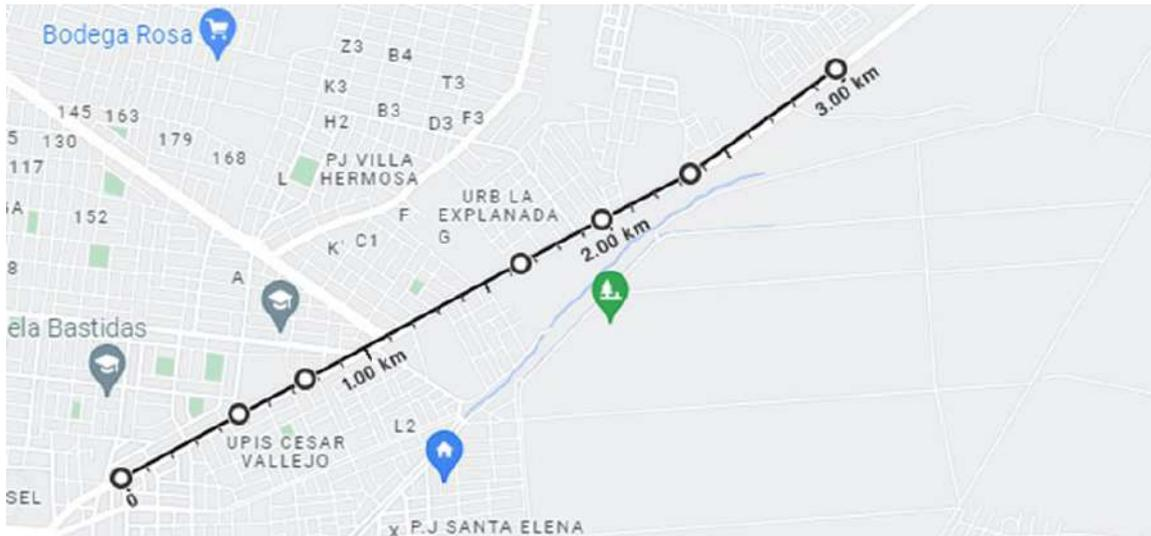 Bodega Rosa
Z3
B4
K3
T3
145 163
B3
H2
D3 F3
5
130
179
117
168
PJ VILLA
HERMOSA
L
URB LA
EXPLANADA
152
F
G
K'
C1
8
A
2.00 km
3.00 km
ela Bastidas
1.00 km
L2
UPIS CESAR
VALLEJO
0
SEL
X
P.J SANTA ELENA